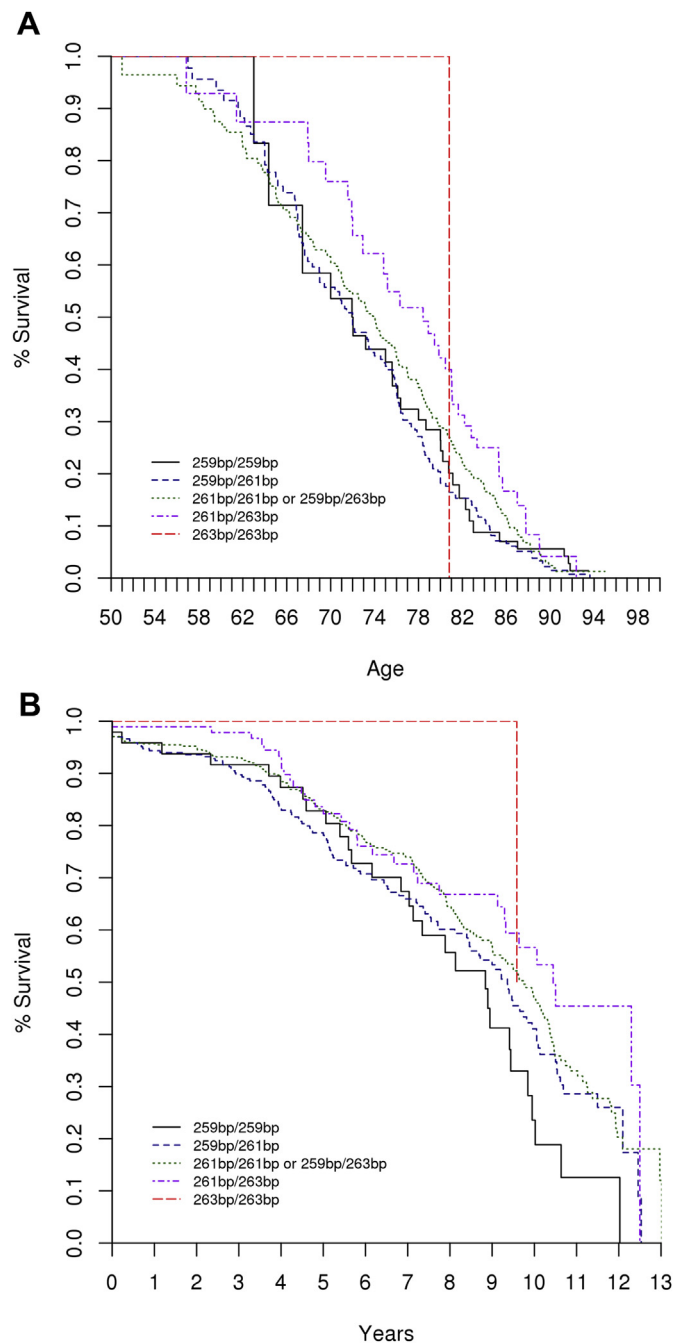 A
% Survival
1.0
0.9
0.8
0.7
0.6
0.5
0.4
0.3
0.2
0.1
0.0
259bp/259bp
259bp/261bp
261bp/261bp or 259bp/263bp
261bp/263bp
263bp/263bp
50 54 58 62 66 70 74 78 82 86 90 94 98
Age
B
% Survival
1.0
0.9
0.8
0.7
0.6
0.5
0.4
0.3
0.2
0.1
0.0
259bp/259bp
259bp/261bp
261bp/261bp or 259bp/263bp
261bp/263bp
263bp/263bp
0 1 2 3 4 5 6 7 8 9 10 11 12 13
Years